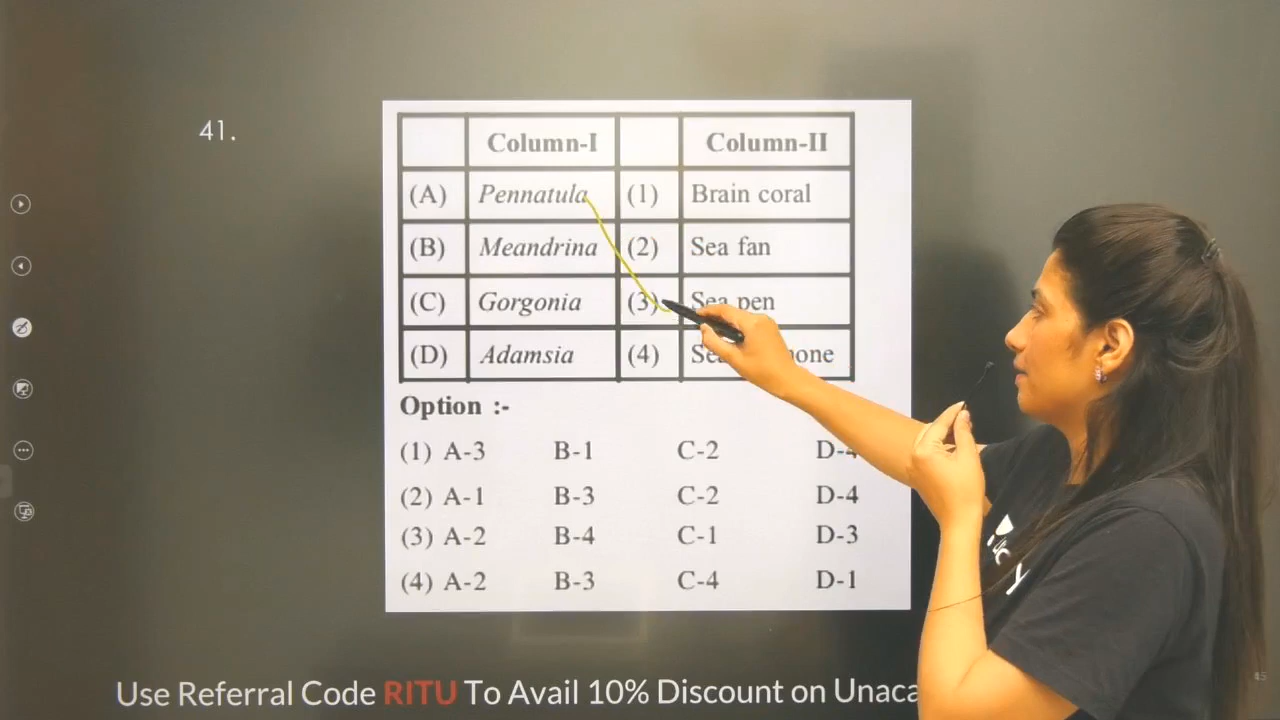 41.
Column-I Column-II
(A) Pennatula (1) Brain coral
(B) Meandrina (2) Sea fan
(C) Gorgonia (3) Sea pen
(D) Adamsia (4)
Option :-
(1) A-3 B-1 C-2 D-4
(2) A-1 B-3 C-2 D-4
(3) A-2 B-4 C-1 D-3
(4) A-2 B-3 C-4 D-1
Use Referral Code RITU To Avail 10% Discount on